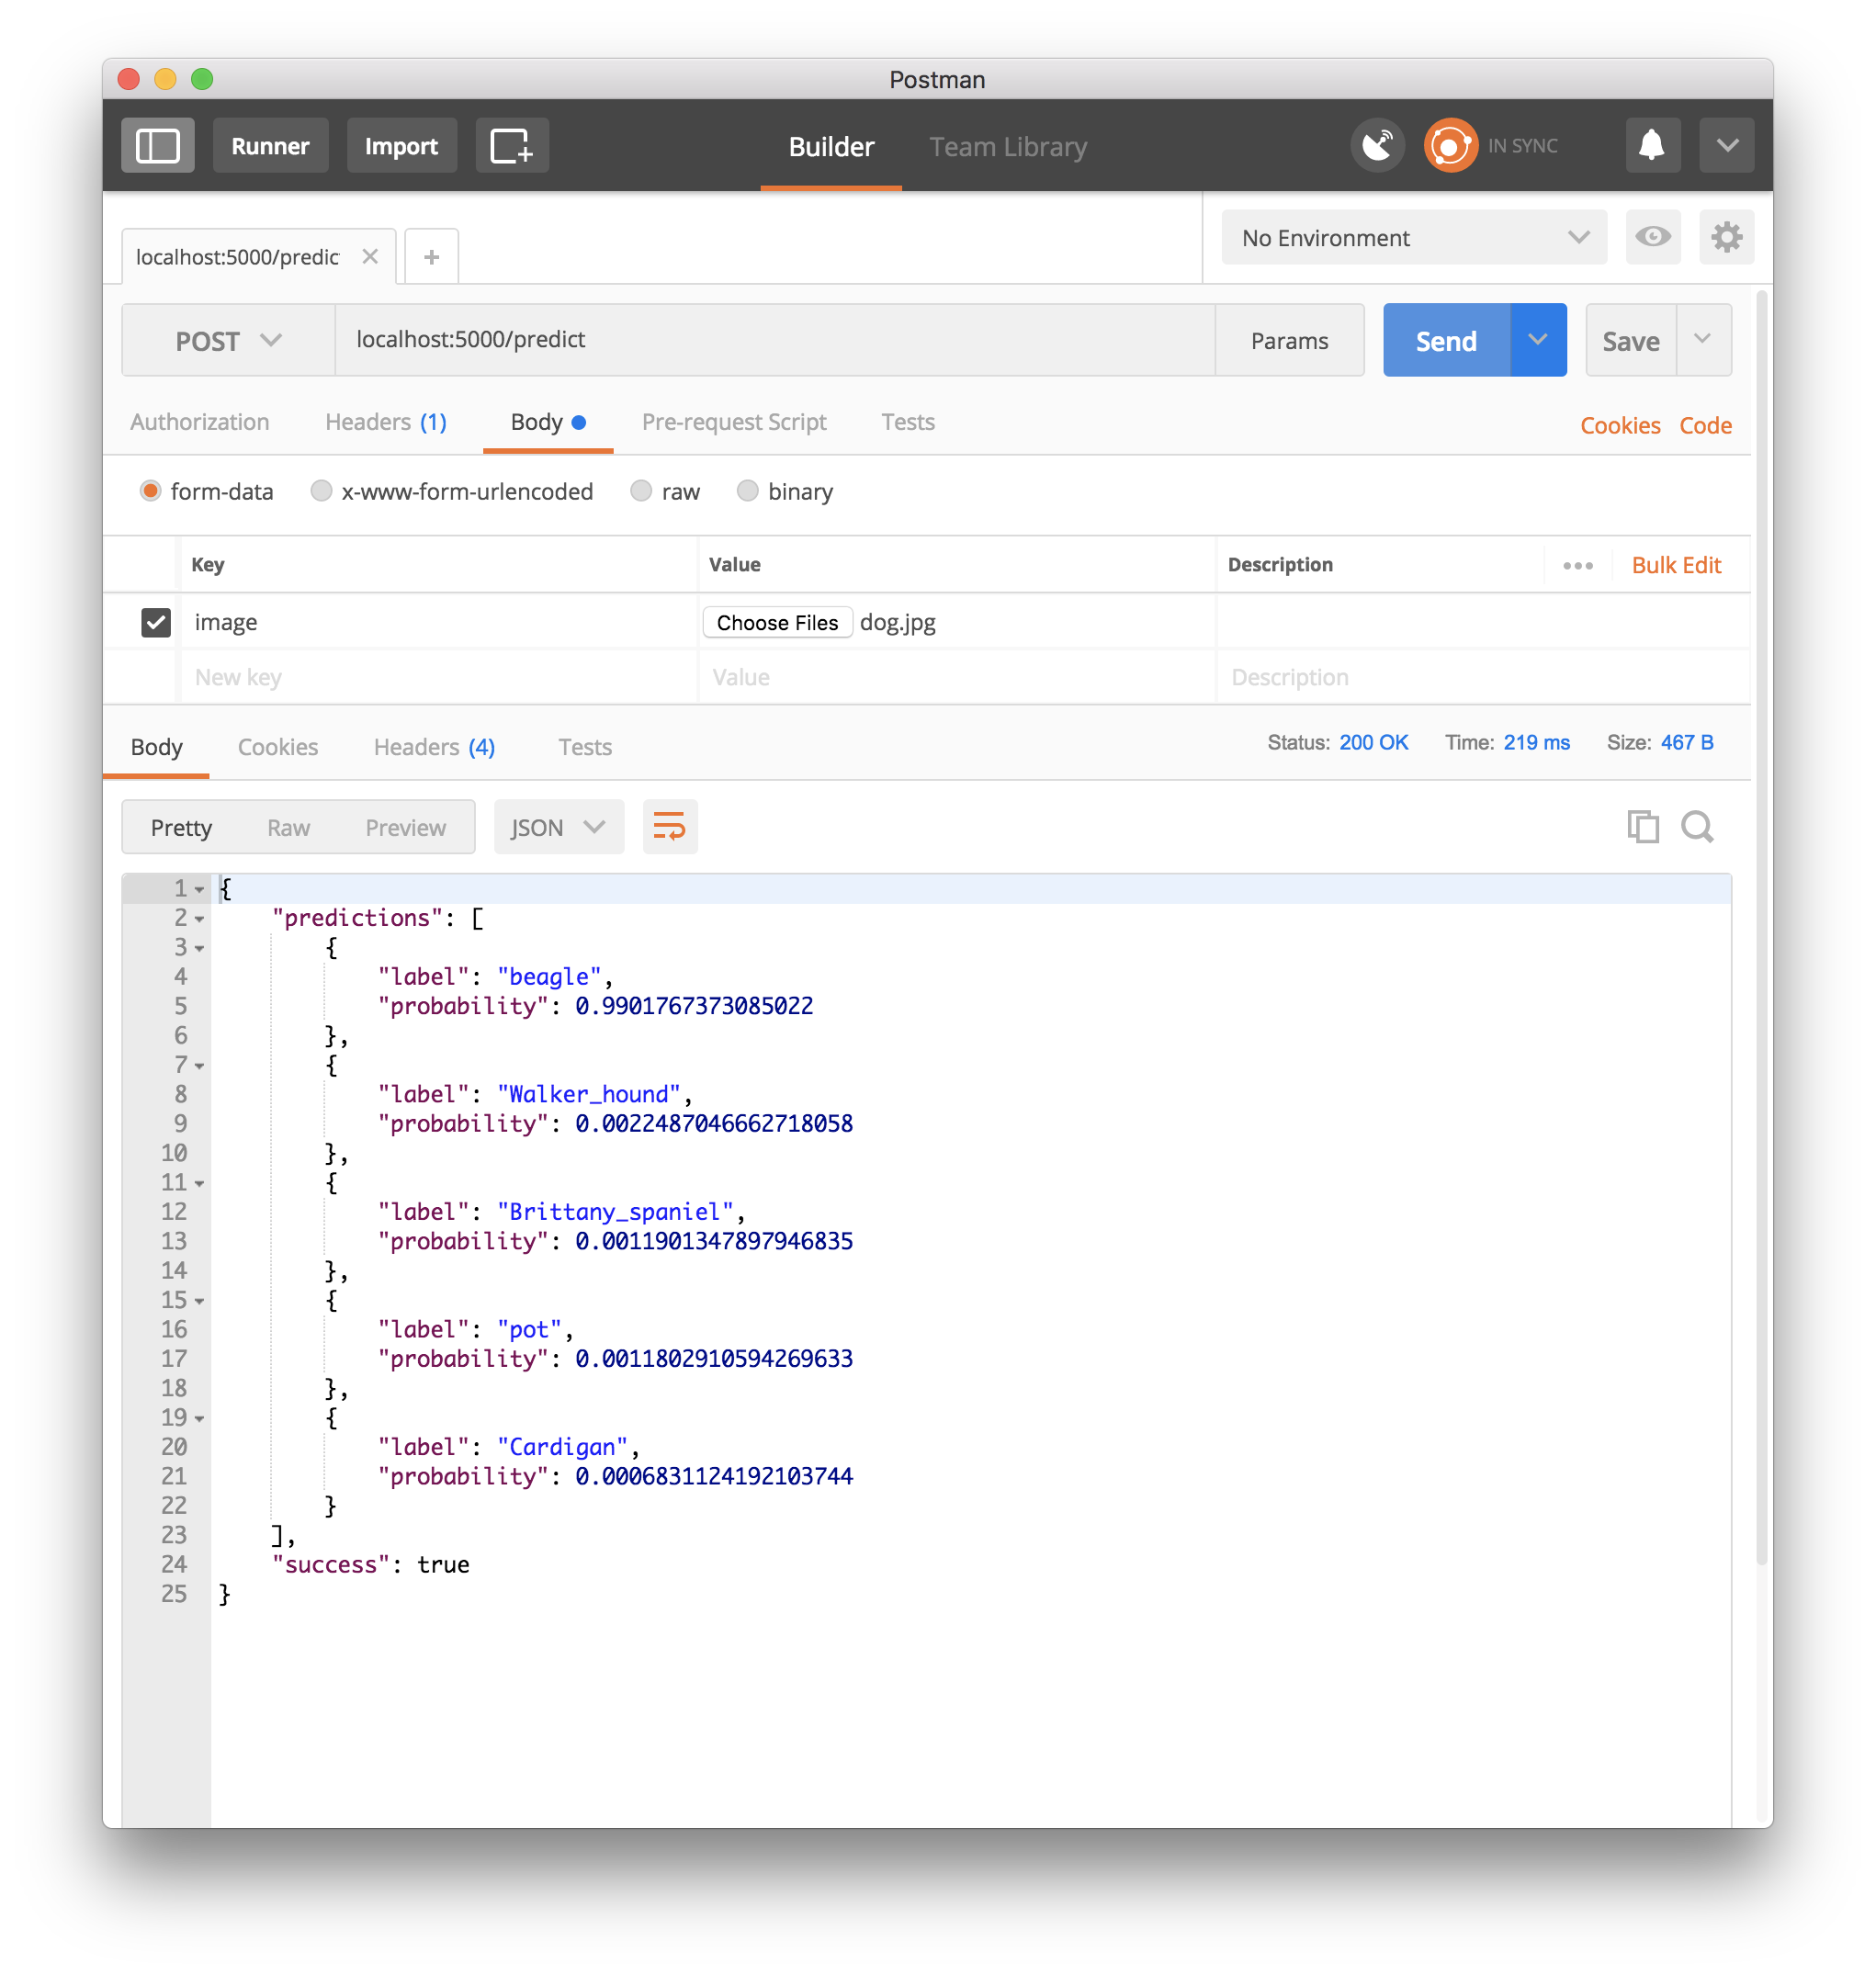 Postman
Runner Import Builder Team Library IN SYNC
localhost:5000/predic No Environment
POST localhost:5000/predict Params Send Save
Authorization Headers (1) Body Pre-request Script Tests Cookies Code
form-data x-www-form-urlencoded raw binary
Key Value Description ••• Bulk Edit
image Choose Files dog.jpg
New key Value Description
Body Cookies Headers (4) Tests Status: 200 OK Time: 219 ms Size: 467 B
Pretty Raw Preview JSON
1 {
2 "predictions": [
3 {
4 "label": "beagle",
5 "probability": 0.9901767373085022
6 },
7 {
8 "label": "Walker_hound",
9 "probability": 0.0022487046662718058
10 },
11 {
12 "label": "Brittany_spaniel",
13 "probability": 0.0011901347897946835
14 },
15 {
16 "label": "pot",
17 "probability": 0.0011802910594269633
18 },
19 {
20 "label": "Cardigan",
21 "probability": 0.0006831124192103744
22 }
23 ],
24 "success": true
25 }